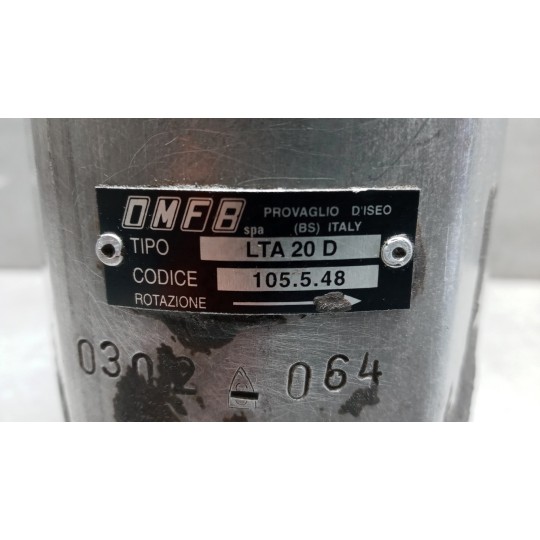 OMFB spa PROVAGLIO D'ISEO
(BS) ITALY
TIPO LTA 20 D
CODICE 105.5.48
ROTAZIONE
0302 064